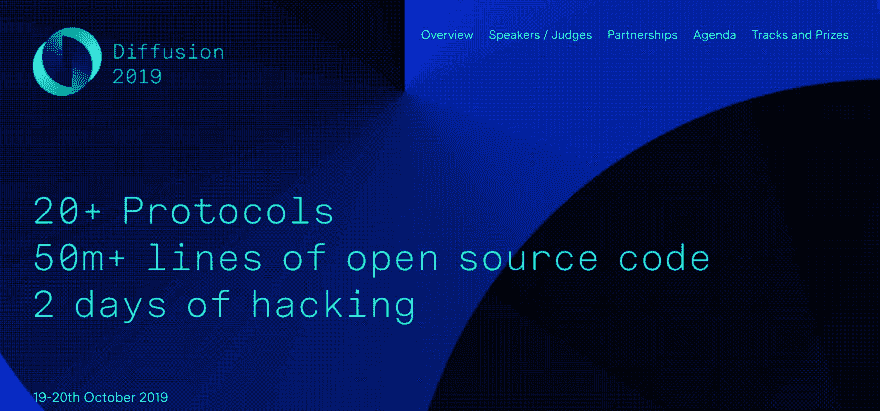 Diffusion
2019
Overview Speakers / Judges Partnerships Agenda Tracks and Prizes
20+ Protocols
50m+ lines of open source code
2 days of hacking
19-20th October 2019